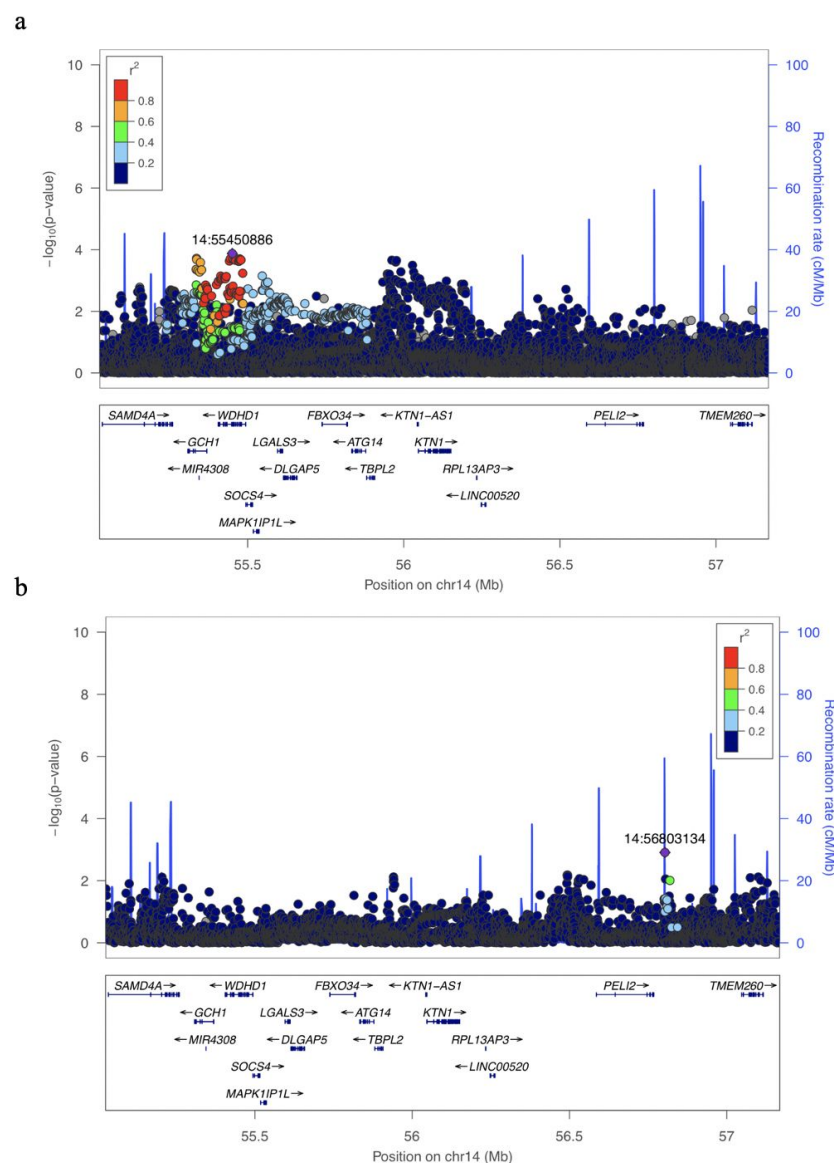 a
r²
0.8
0.6
0.4
0.2
10
8
6
4
2
0
−log₁₀(p−value)
100
80
60
40
20
0
Recombination rate (cM/Mb)
14:55450886
SAMD4A→ ←WDHD1 FBXO34→ ←KTN1−AS1 PELI2→ TMEM260→
←GCH1 LGALS3→ ←ATG14 KTN1→
←MIR4308 ←DLGAP5 ←TBPL2 RPL13AP3→
SOCS4→ ←LINC00520
MAPK1IP1L→
55.5 56 56.5 57
Position on chr14 (Mb)
b
r²
0.8
0.6
0.4
0.2
10
8
6
4
2
0
−log₁₀(p−value)
100
80
60
40
20
0
Recombination rate (cM/Mb)
14:56803134
SAMD4A→ ←WDHD1 FBXO34→ ←KTN1−AS1 PELI2→ TMEM260→
←GCH1 LGALS3→ ←ATG14 KTN1→
←MIR4308 ←DLGAP5 ←TBPL2 RPL13AP3→
SOCS4→ ←LINC00520
MAPK1IP1L→
55.5 56 56.5 57
Position on chr14 (Mb)